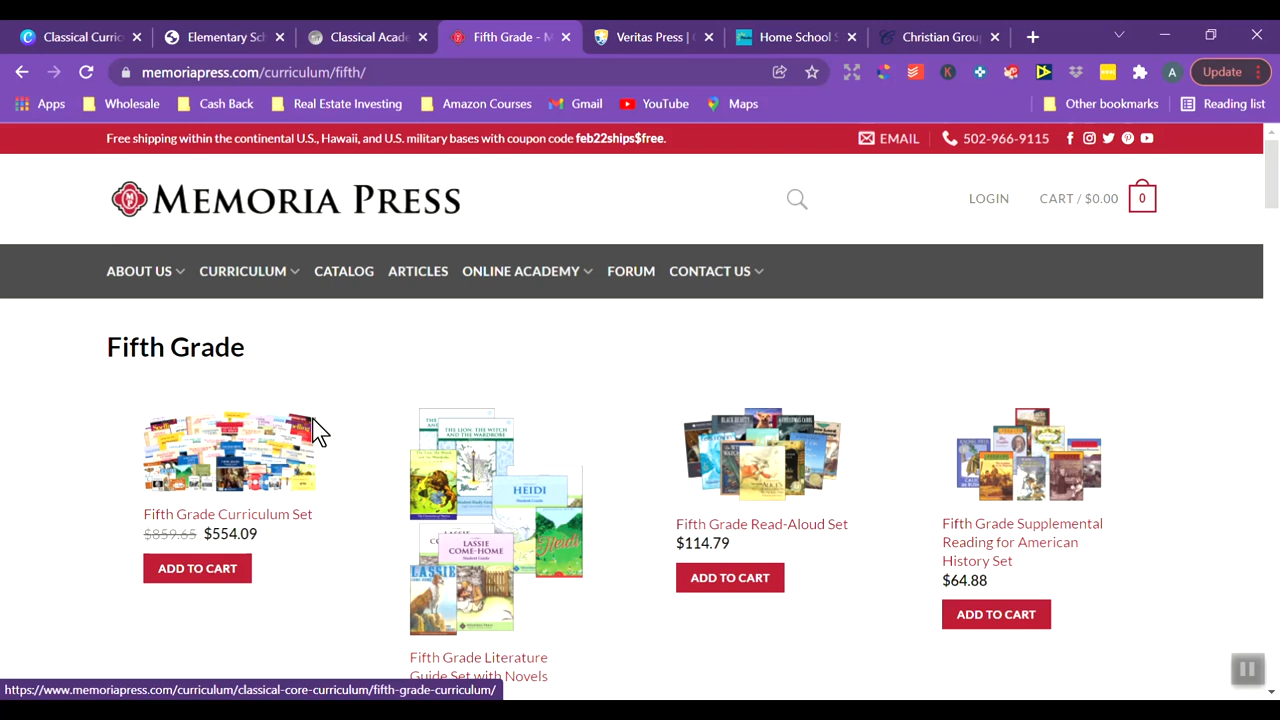 Classical Curric
Elementary Sch
Classical Acade
Fifth Grade - M
Veritas Press | C
Home School S
Christian Grou
memoriapress.com/curriculum/fifth/
A
Update
Apps
Wholesale
Cash Back
Real Estate Investing
Amazon Courses
Gmail
YouTube
Maps
Other bookmarks
Reading list
Free shipping within the continental U.S., Hawaii, and U.S. military bases with coupon code feb22ships$free.
EMAIL
502-966-9115
MEMORIA PRESS
LOGIN
CART / $0.00
0
ABOUT US
CURRICULUM
CATALOG
ARTICLES
ONLINE ACADEMY
FORUM
CONTACT US
Fifth Grade
THE LION, THE WITCH
AND THE WARDROBE
HEIDI
Heidi
LASSIE
COME-HOME
LASSIE
BLACK BEAUTY
Fifth Grade Curriculum Set
$859.65 $554.09
ADD TO CART
Fifth Grade Literature
Guide Set with Novels
Fifth Grade Read-Aloud Set
$114.79
ADD TO CART
Fifth Grade Supplemental
Reading for American
History Set
$64.88
ADD TO CART
https://www.memoriapress.com/curriculum/classical-core-curriculum/fifth-grade-curriculum/